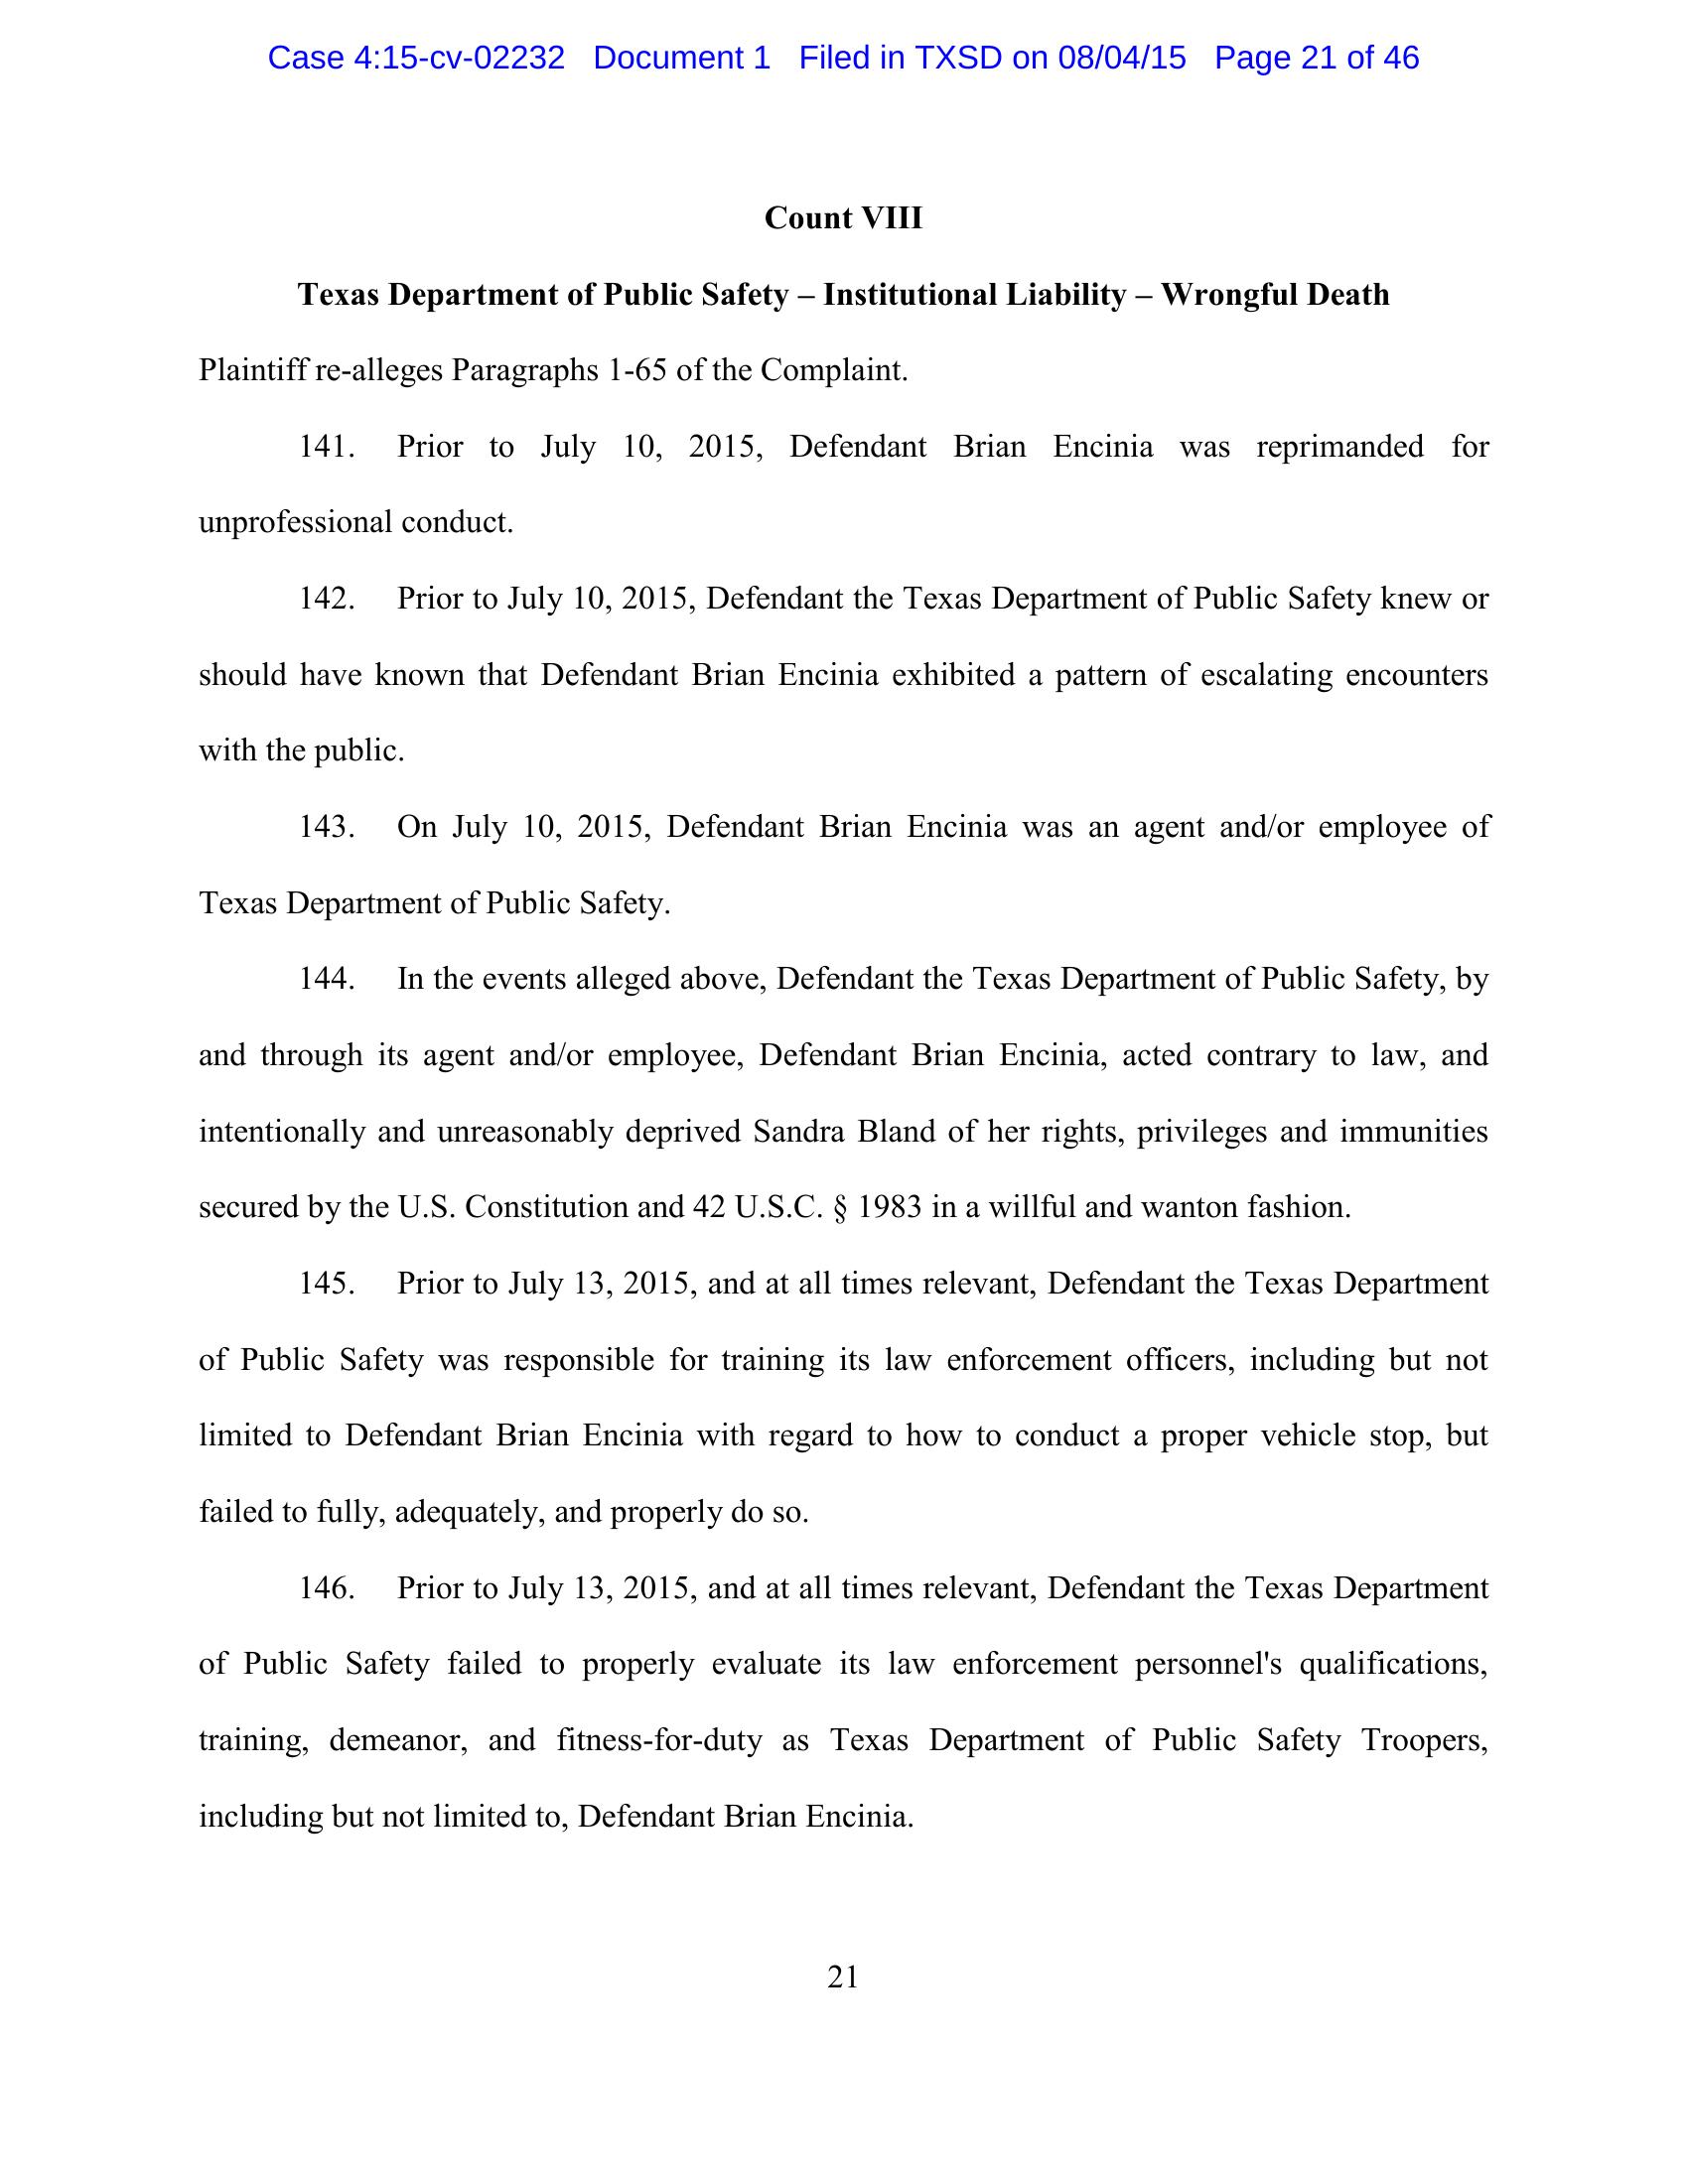 Case 4:15-cv-02232 Document 1 Filed in TXSD on 08/04/15 Page 21 of 46
Count VIII
Texas Department of Public Safety – Institutional Liability – Wrongful Death
Plaintiff re-alleges Paragraphs 1-65 of the Complaint.
141. Prior to July 10, 2015, Defendant Brian Encinia was reprimanded for
unprofessional conduct.
142. Prior to July 10, 2015, Defendant the Texas Department of Public Safety knew or
should have known that Defendant Brian Encinia exhibited a pattern of escalating encounters
with the public.
143. On July 10, 2015, Defendant Brian Encinia was an agent and/or employee of
Texas Department of Public Safety.
144. In the events alleged above, Defendant the Texas Department of Public Safety, by
and through its agent and/or employee, Defendant Brian Encinia, acted contrary to law, and
intentionally and unreasonably deprived Sandra Bland of her rights, privileges and immunities
secured by the U.S. Constitution and 42 U.S.C. § 1983 in a willful and wanton fashion.
145. Prior to July 13, 2015, and at all times relevant, Defendant the Texas Department
of Public Safety was responsible for training its law enforcement officers, including but not
limited to Defendant Brian Encinia with regard to how to conduct a proper vehicle stop, but
failed to fully, adequately, and properly do so.
146. Prior to July 13, 2015, and at all times relevant, Defendant the Texas Department
of Public Safety failed to properly evaluate its law enforcement personnel's qualifications,
training, demeanor, and fitness-for-duty as Texas Department of Public Safety Troopers,
including but not limited to, Defendant Brian Encinia.
21